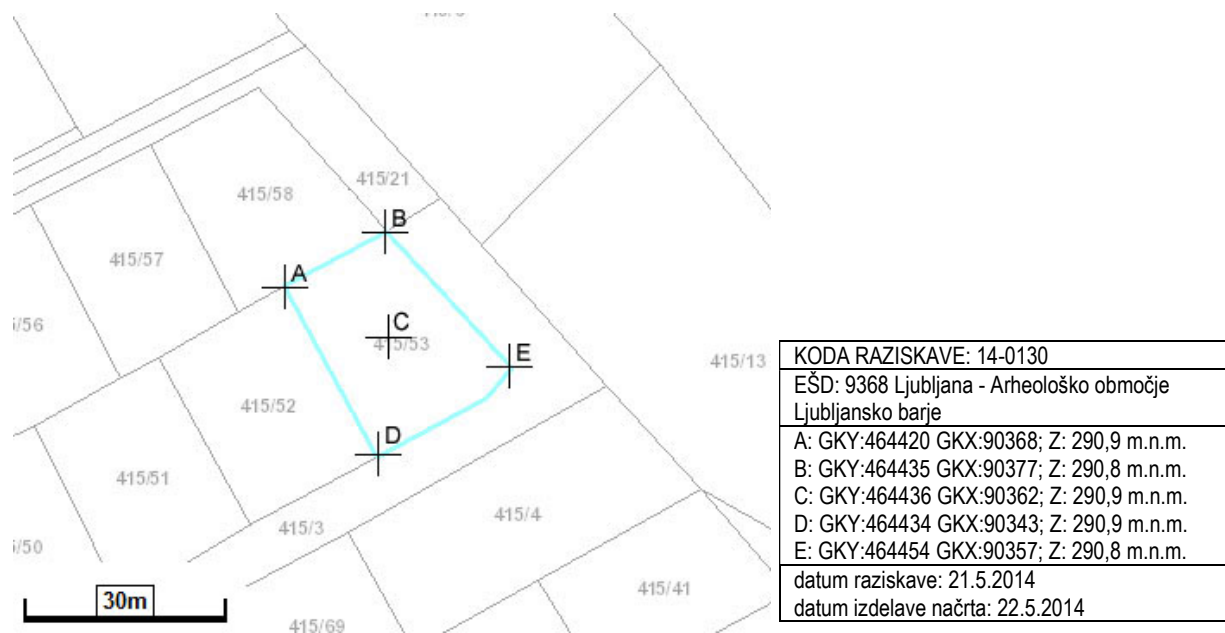 415/21
415/58
B
415/57
A
C
/56
415/53
E
415/13
415/52
D
415/51
415/3
415/4
/50
415/41
30m
415/69
KODA RAZISKAVE: 14-0130
EŠD: 9368 Ljubljana - Arheološko območje
Ljubljansko barje
A: GKY:464420 GKX:90368; Z: 290,9 m.n.m.
B: GKY:464435 GKX:90377; Z: 290,8 m.n.m.
C: GKY:464436 GKX:90362; Z: 290,9 m.n.m.
D: GKY:464434 GKX:90343; Z: 290,9 m.n.m.
E: GKY:464454 GKX:90357; Z: 290,8 m.n.m.
datum raziskave: 21.5.2014
datum izdelave načrta: 22.5.2014